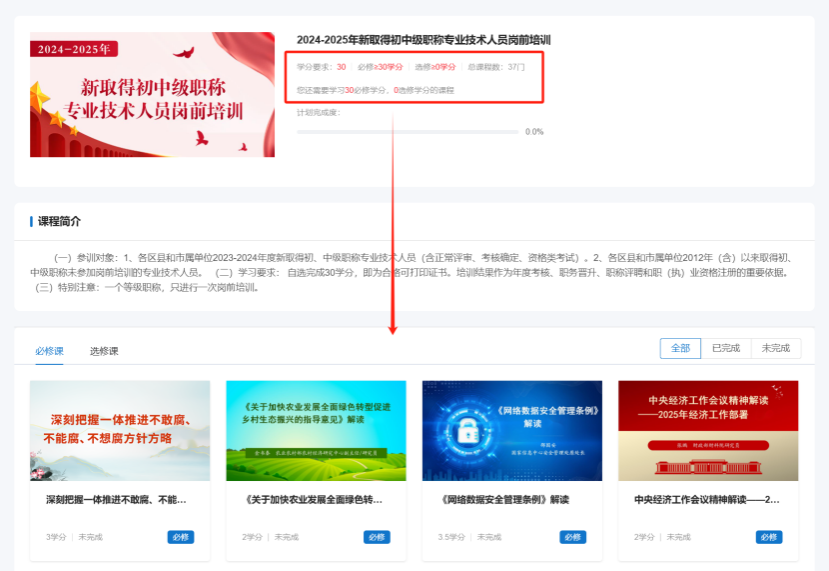 2024-2025年
新取得初中级职称
专业技术人员岗前培训
2024-2025年新取得初中级职称专业技术人员岗前培训
学分要求：30 必修≥30学分 选修≥0学分 总课程数：37门
您还需要学习30必修学分，0选修学分的课程
计划完成度：
0.0%
课程简介
（一）参训对象：1、各区县和市属单位2023-2024年度新取得初、中级职称专业技术人员（含正常评审、考核确定、资格类考试）。2、各区县和市属单位2012年（含）以来取得初、
中级职称未参加岗前培训的专业技术人员。 （二）学习要求： 自选完成30学分，即为合格可打印证书。培训结果作为年度考核、职务晋升、职称评聘和职（执）业资格注册的重要依据。
（三）特别注意：一个等级职称，只进行一次岗前培训。
必修课 选修课 全部 已完成 未完成
深刻把握一体推进不敢腐、
不能腐、不想腐方针方略
《关于加快农业发展全面绿色转型促进
乡村生态振兴的指导意见》解读
《网络数据安全管理条例》
解读
国家信息中心安全管理处原处长
中央经济工作会议精神解读
——2025年经济工作部署
深刻把握一体推进不敢腐、不能...
3学分 未完成 必修
《关于加快农业发展全面绿色转...
2学分 未完成 必修
《网络数据安全管理条例》解读
3.5学分 未完成 必修
中央经济工作会议精神解读——2...
2学分 未完成 必修